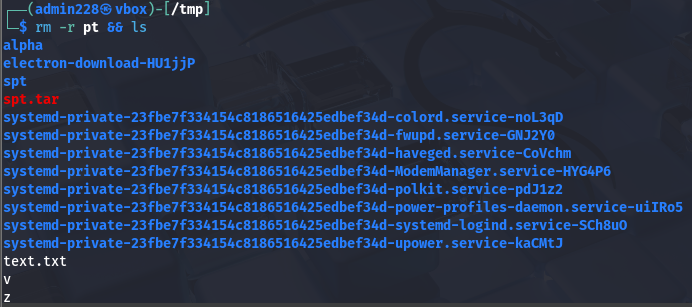 ┌──(admin228㉿vbox)-[/tmp]
└─$ rm -r pt && ls
alpha
electron-download-HU1jjP
spt
spt.tar
systemd-private-23fbe7f334154c8186516425edbef34d-colord.service-noL3qD
systemd-private-23fbe7f334154c8186516425edbef34d-fwupd.service-GNJ2Y0
systemd-private-23fbe7f334154c8186516425edbef34d-haveged.service-CoVchm
systemd-private-23fbe7f334154c8186516425edbef34d-ModemManager.service-HYG4P6
systemd-private-23fbe7f334154c8186516425edbef34d-polkit.service-pdJ1z2
systemd-private-23fbe7f334154c8186516425edbef34d-power-profiles-daemon.service-uiIRo5
systemd-private-23fbe7f334154c8186516425edbef34d-systemd-logind.service-SCh8uO
systemd-private-23fbe7f334154c8186516425edbef34d-upower.service-kaCMtJ
text.txt
v
z